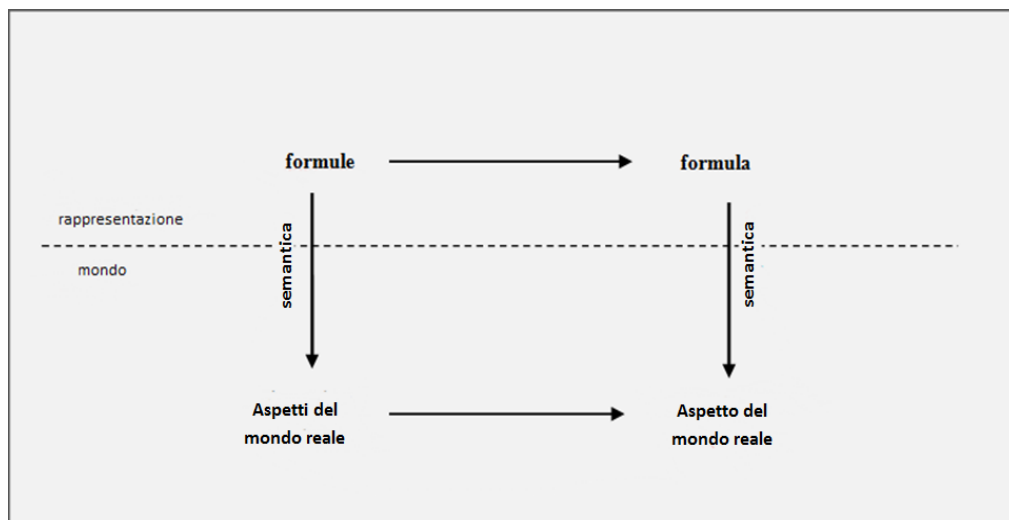 formule
formula
rappresentazione
semantica
semantica
mondo
Aspetti del
mondo reale
Aspetto del
mondo reale